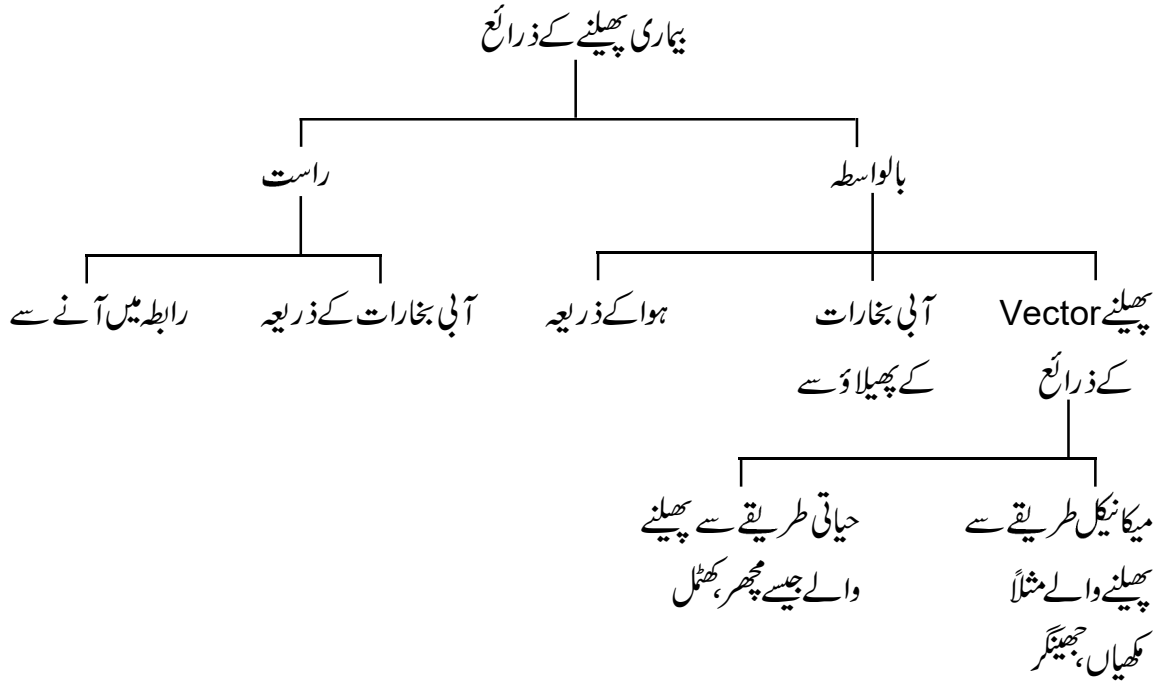 بیماری پھیلنے کے ذرائع
بالواسطہ
راست
پھیلنے Vector
کے ذرائع
آبی بخارات
کے پھیلاؤ سے
ہوا کے ذریعہ
آبی بخارات کے ذریعہ
رابطہ میں آنے سے
میکانیکل طریقے سے
پھیلنے والے مثلاً
مکھیاں، جھینگر
حیاتی طریقے سے پھیلنے
والے جیسے مچھر، کھٹمل